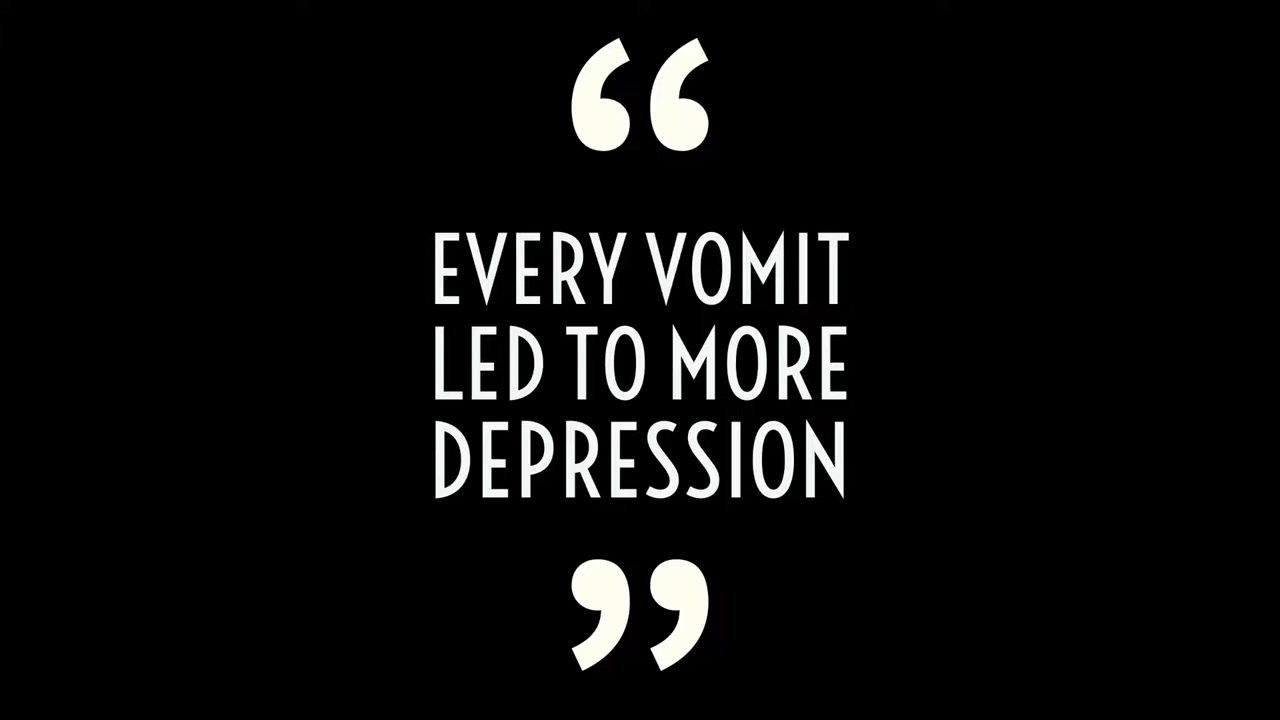 “
EVERY VOMIT
LED TO MORE
DEPRESSION
”